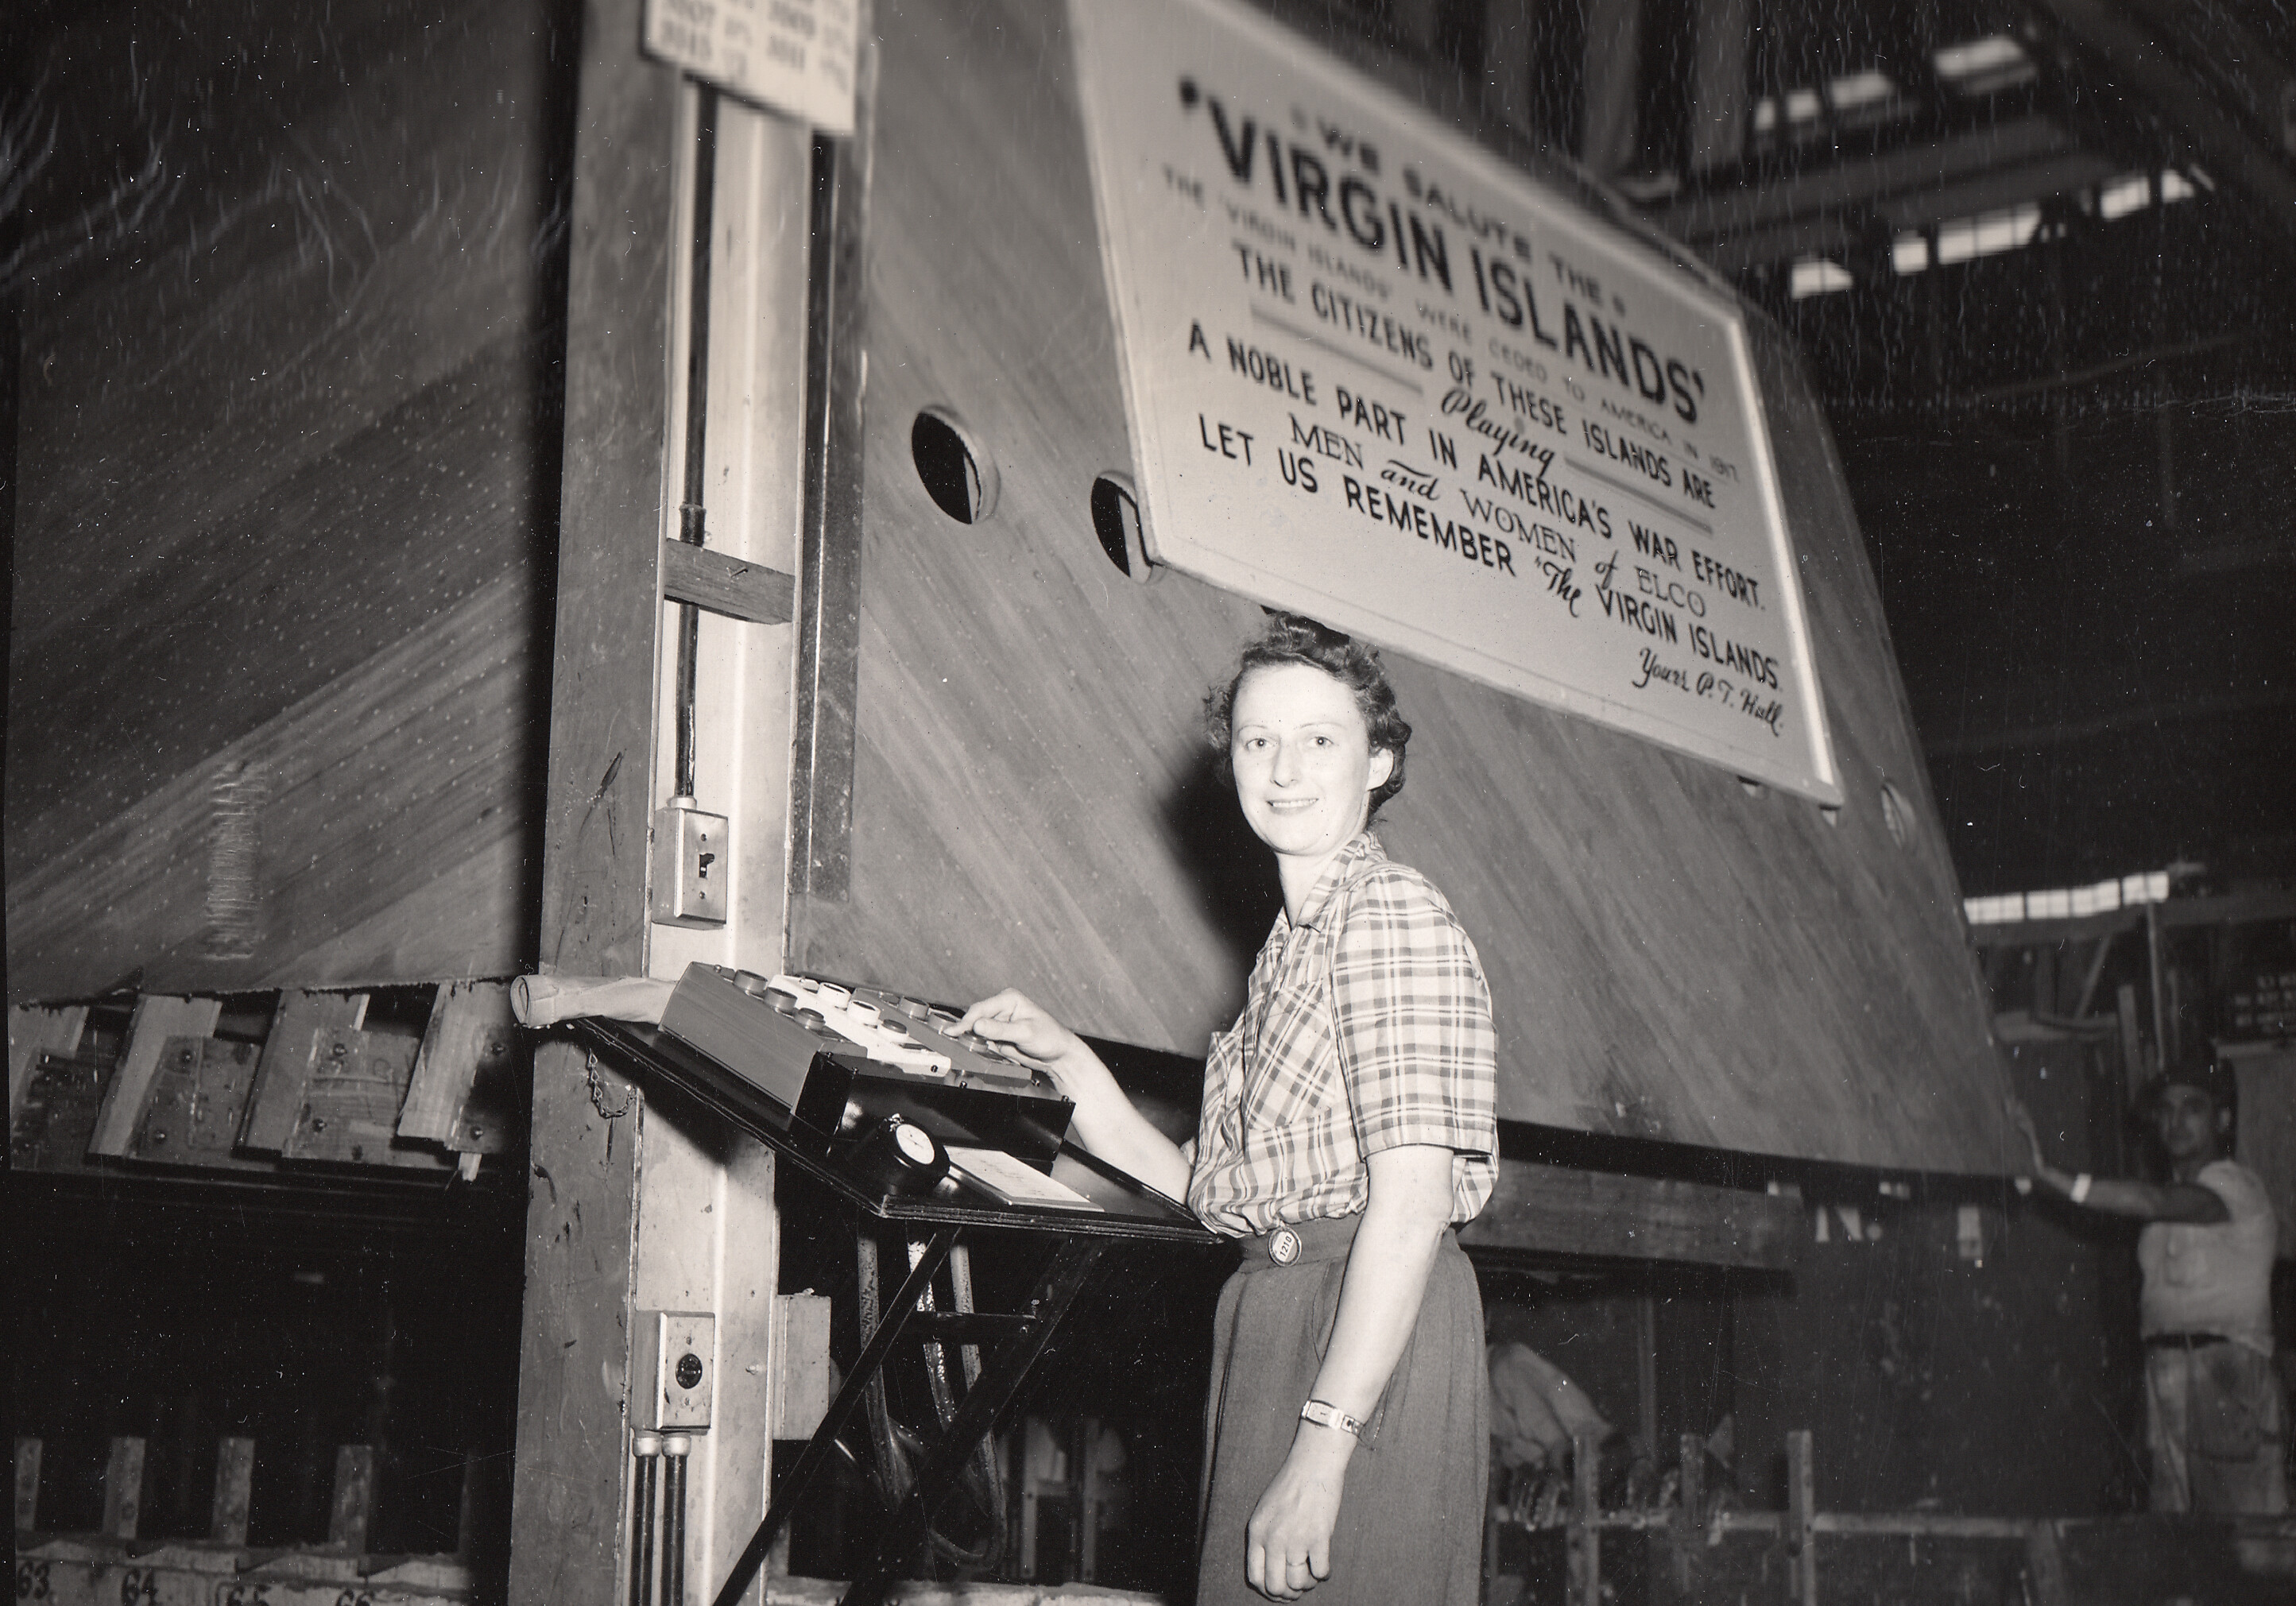 WE SALUTE THE
'VIRGIN ISLANDS'
THE 'VIRGIN ISLANDS' WERE CEDED TO AMERICA IN 1917
THE CITIZENS OF THESE ISLANDS ARE
Playing
A NOBLE PART IN AMERICA'S WAR EFFORT.
MEN and WOMEN of ELCO
LET US REMEMBER "The VIRGIN ISLANDS"
Yours P. T. Hull.
1210
63
64
65
66